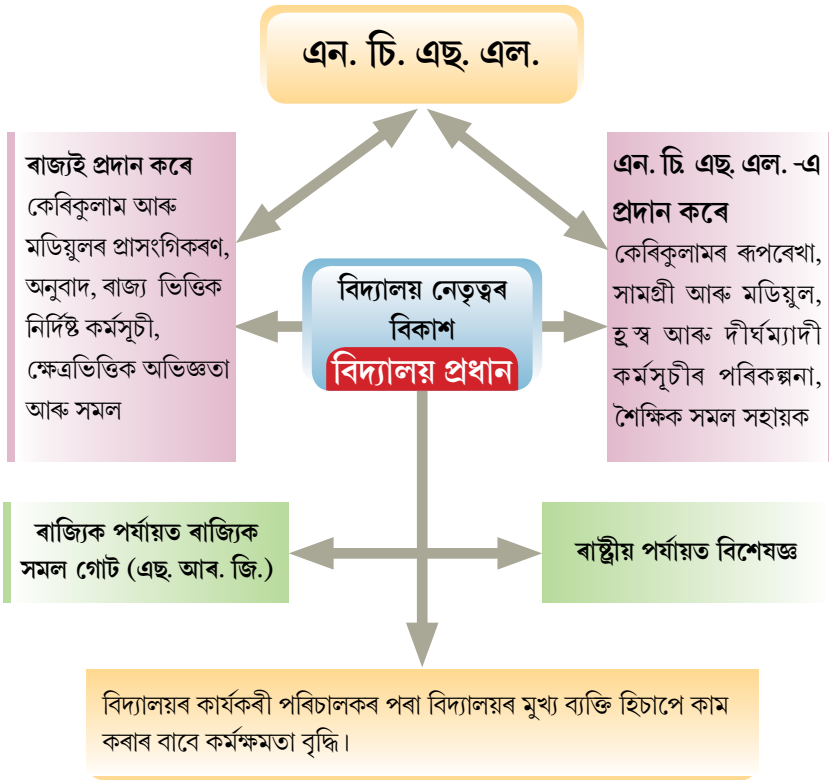 এন. চি. এছ. এল.
ৰাজ্যই প্ৰদান কৰে
কেৰিকুলাম আৰু
মডিয়ুলৰ প্ৰাসংগিকৰণ,
অনুবাদ, ৰাজ্য ভিত্তিক
নিৰ্দিষ্ট কৰ্মসূচী,
ক্ষেত্ৰভিত্তিক অভিজ্ঞতা
আৰু সমল
এন. চি. এছ. এল. -এ
প্ৰদান কৰে
কেৰিকুলামৰ ৰূপৰেখা,
সামগ্ৰী আৰু মডিয়ুল,
হ্ৰস্ব আৰু দীৰ্ঘম্যাদী
কৰ্মসূচীৰ পৰিকল্পনা,
শৈক্ষিক সমল সহায়ক
বিদ্যালয় নেতৃত্বৰ
বিকাশ
বিদ্যালয় প্ৰধান
ৰাজ্যিক পৰ্যায়ত ৰাজ্যিক
সমল গোট (এছ. আৰ. জি.)
ৰাষ্ট্ৰীয় পৰ্যায়ত বিশেষজ্ঞ
বিদ্যালয়ৰ কাৰ্যকৰী পৰিচালকৰ পৰা বিদ্যালয়ৰ মুখ্য ব্যক্তি হিচাপে কাম
কৰাৰ বাবে কৰ্মক্ষমতা বৃদ্ধি।